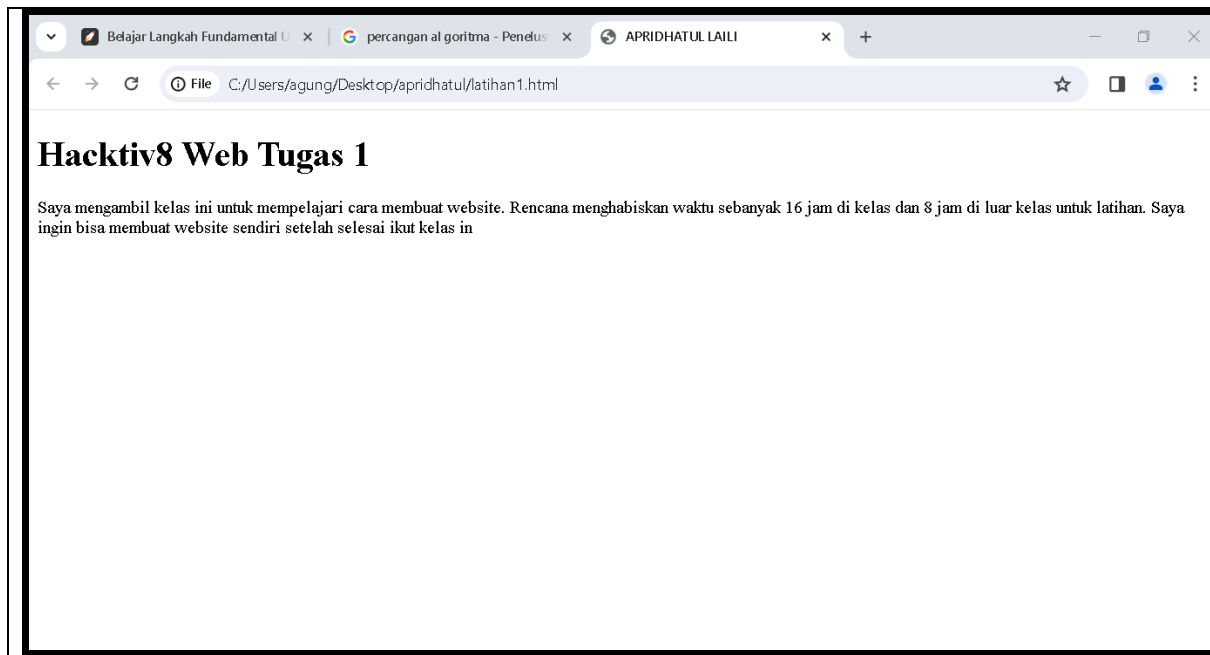 Belajar Langkah Fundamental U
percangan al goritma - Penelus
APRIDHATUL LAILI
File C:/Users/agung/Desktop/apridhatul/latihan1.html
Hacktiv8 Web Tugas 1
Saya mengambil kelas ini untuk mempelajari cara membuat website. Rencana menghabiskan waktu sebanyak 16 jam di kelas dan 8 jam di luar kelas untuk latihan. Saya
ingin bisa membuat website sendiri setelah selesai ikut kelas in